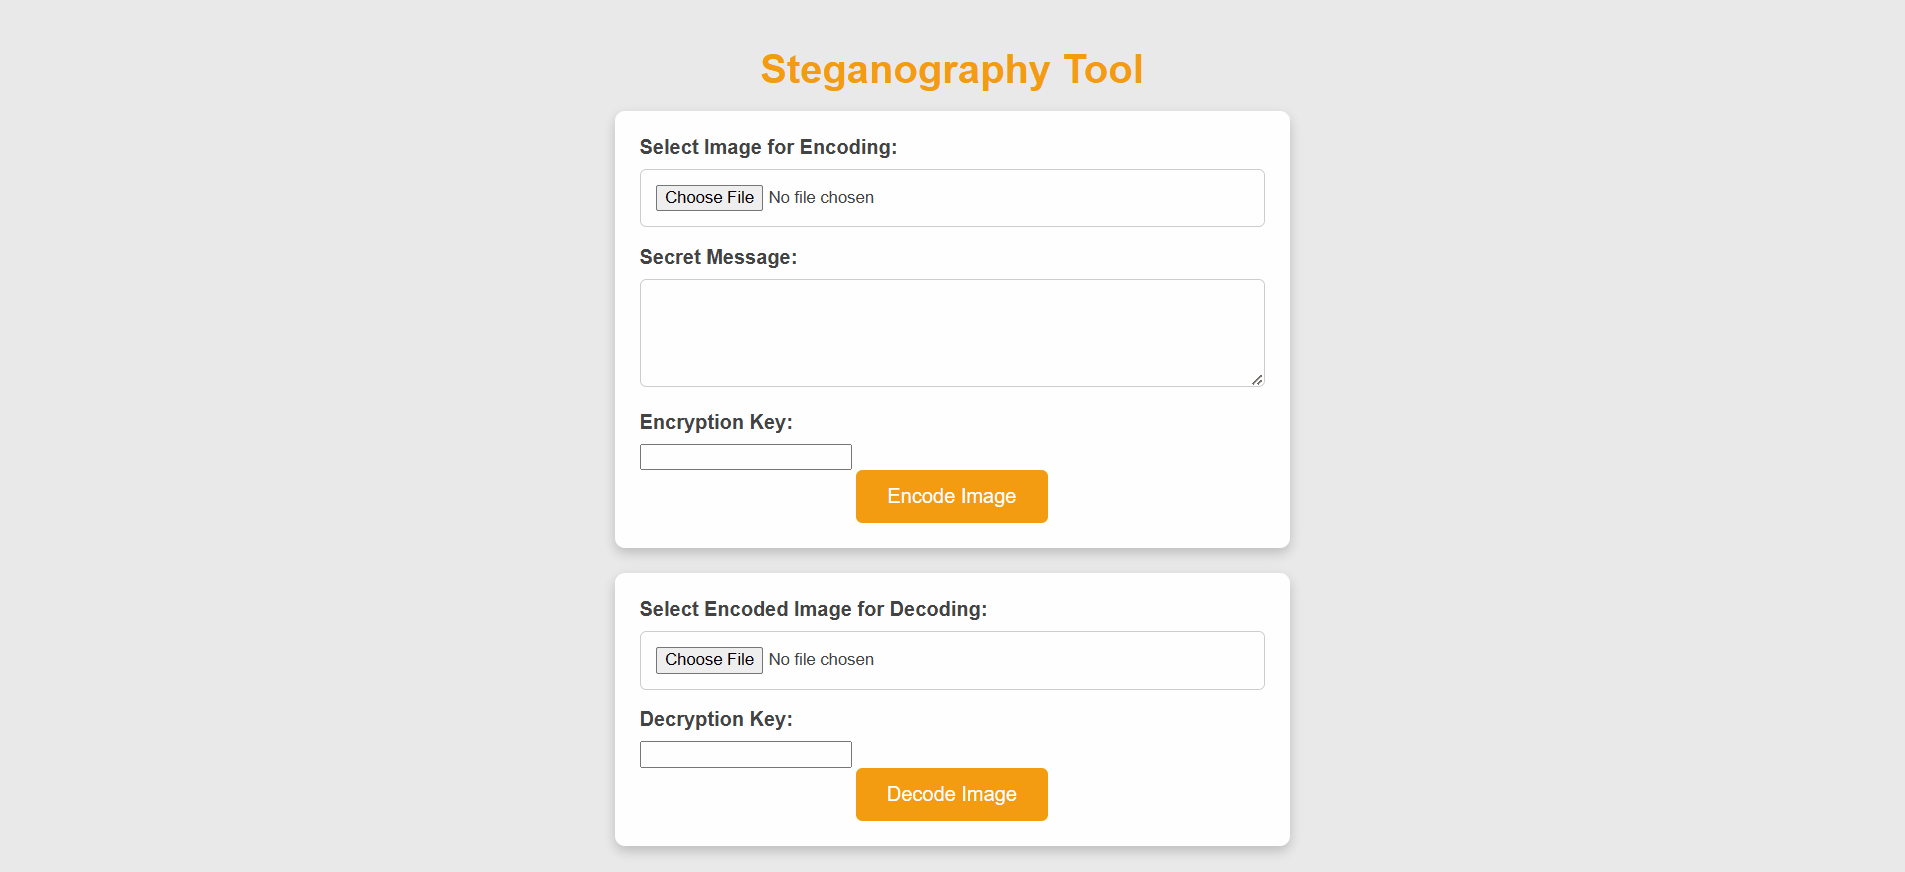 Steganography Tool
Select Image for Encoding:
Choose File No file chosen
Secret Message:
Encryption Key:
Encode Image
Select Encoded Image for Decoding:
Choose File No file chosen
Decryption Key:
Decode Image